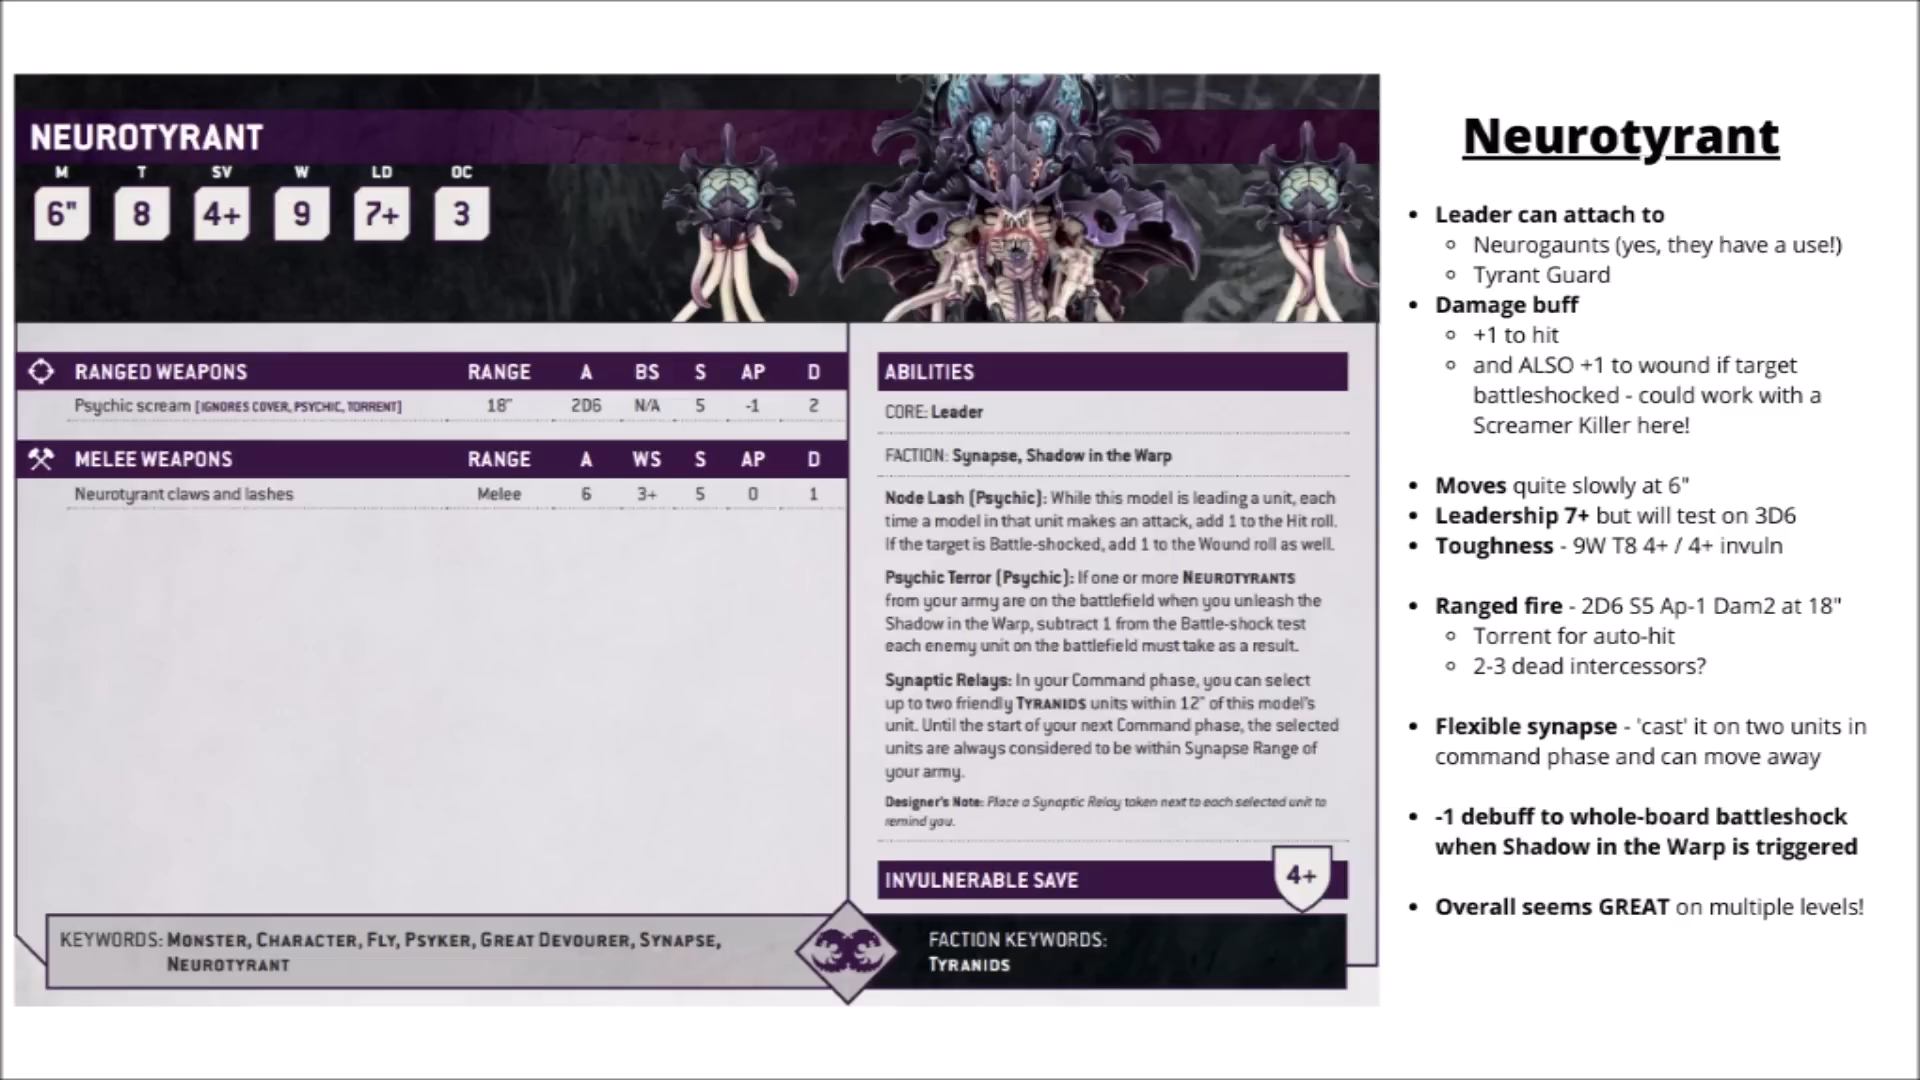 NEUROTYRANT
M T SV W LD OC
6" 8 4+ 9 7+ 3
RANGED WEAPONS RANGE A BS S AP D
Psychic scream [IGNORES COVER, PSYCHIC, TORRENT] 18" 2D6 N/A 5 -1 2
MELEE WEAPONS RANGE A WS S AP D
Neurotyrant claws and lashes Melee 6 3+ 5 0 1
ABILITIES
CORE: Leader
FACTION: Synapse, Shadow in the Warp
Node Lash (Psychic): While this model is leading a unit, each
time a model in that unit makes an attack, add 1 to the Hit roll.
If the target is Battle-shocked, add 1 to the Wound roll as well.
Psychic Terror (Psychic): If one or more NEUROTYRANTS
from your army are on the battlefield when you unleash the
Shadow in the Warp, subtract 1 from the Battle-shock test
each enemy unit on the battlefield must take as a result.
Synaptic Relays: In your Command phase, you can select
up to two friendly TYRANIDS units within 12" of this model's
unit. Until the start of your next Command phase, the selected
units are always considered to be within Synapse Range of
your army.
Designer's Note: Place a Synaptic Relay token next to each selected unit to
remind you.
INVULNERABLE SAVE 4+
KEYWORDS: MONSTER, CHARACTER, FLY, PSYKER, GREAT DEVOURER, SYNAPSE,
NEUROTYRANT
FACTION KEYWORDS:
TYRANIDS
Neurotyrant
• Leader can attach to
◦ Neurogaunts (yes, they have a use!)
◦ Tyrant Guard
• Damage buff
◦ +1 to hit
◦ and ALSO +1 to wound if target
battleshocked - could work with a
Screamer Killer here!
• Moves quite slowly at 6"
• Leadership 7+ but will test on 3D6
• Toughness - 9W T8 4+ / 4+ invuln
• Ranged fire - 2D6 S5 Ap-1 Dam2 at 18"
◦ Torrent for auto-hit
◦ 2-3 dead intercessors?
• Flexible synapse - 'cast' it on two units in
command phase and can move away
• -1 debuff to whole-board battleshock
when Shadow in the Warp is triggered
• Overall seems GREAT on multiple levels!